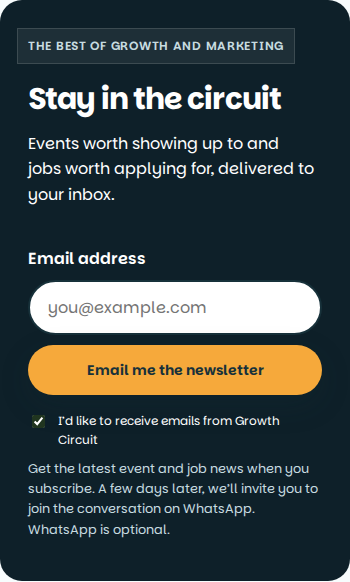 THE BEST OF GROWTH AND MARKETING
Stay in the circuit
Events worth showing up to and
jobs worth applying for, delivered to
your inbox.
Email address
you@example.com
Email me the newsletter
I’d like to receive emails from Growth
Circuit
Get the latest event and job news when you
subscribe. A few days later, we’ll invite you to
join the conversation on WhatsApp.
WhatsApp is optional.